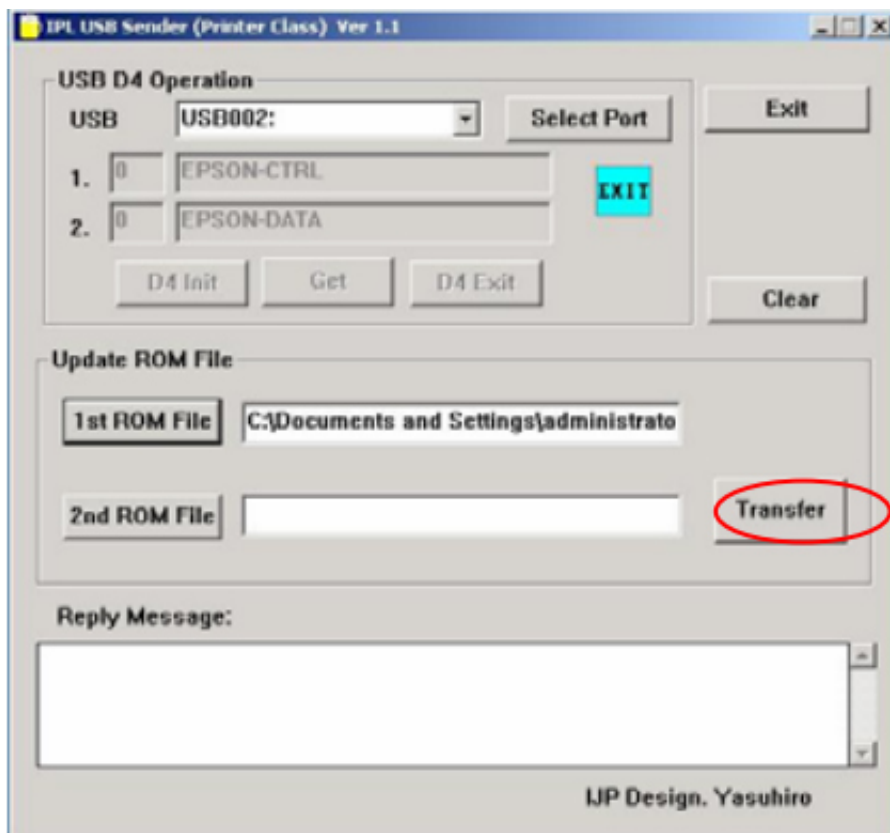 IPL USB Sender (Printer Class) Ver 1.1
USB D4 Operation
USB
USB002:
Select Port
Exit
1.
0
EPSON-CTRL
EXIT
2.
0
EPSON-DATA
D4 Init
Get
D4 Exit
Clear
Update ROM File
1st ROM File
C:\Documents and Settings\administrato
2nd ROM File
Transfer
Reply Message:
IJP Design. Yasuhiro